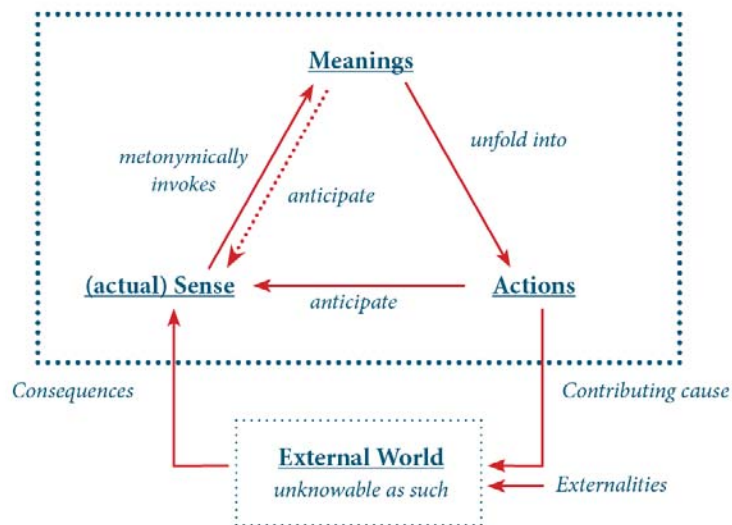 Meanings
metonymically
invokes
unfold into
anticipate
(actual) Sense
Actions
anticipate
Consequences
Contributing cause
External World
unknowable as such
Externalities